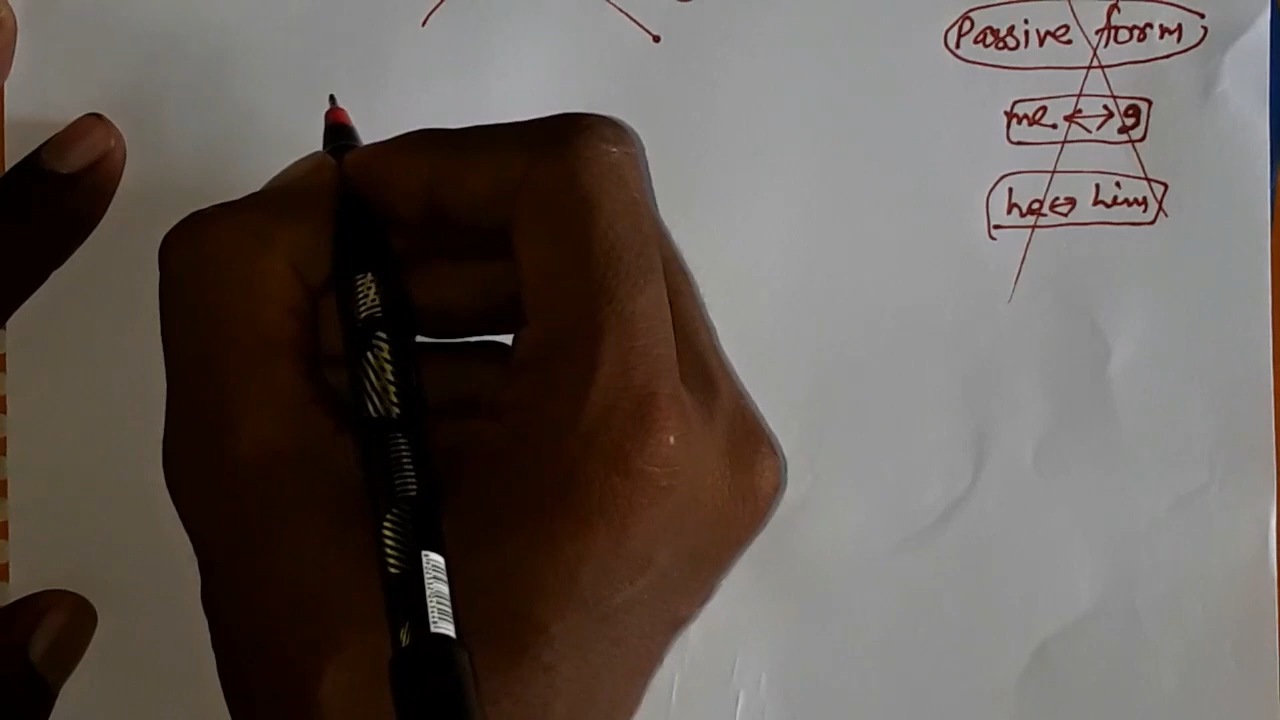 Passive form
me ↔ I
he ⇔ him